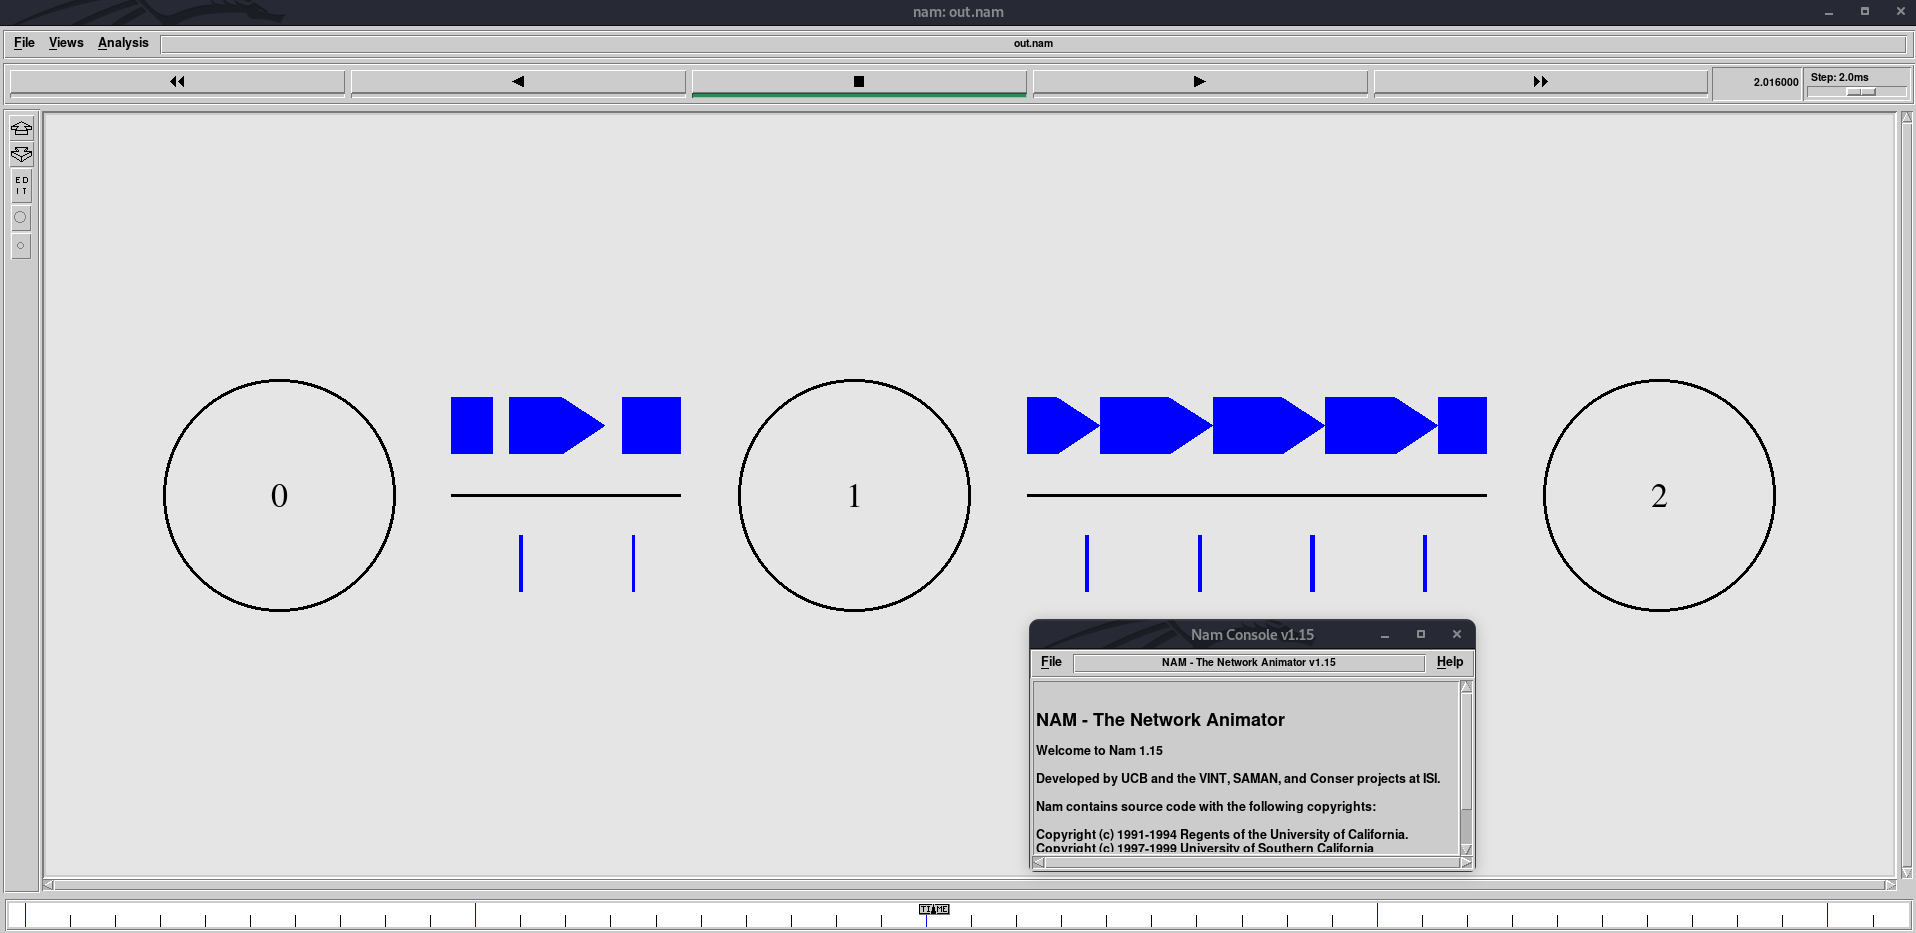 nam: out.nam
File Views Analysis out.nam
2.016000 Step: 2.0ms
ED
IT
0 1 2
Nam Console v1.15
File NAM - The Network Animator v1.15 Help
NAM - The Network Animator
Welcome to Nam 1.15
Developed by UCB and the VINT, SAMAN, and Conser projects at ISI.
Nam contains source code with the following copyrights:
Copyright (c) 1991-1994 Regents of the University of California.
Copyright (c) 1997-1999 University of Southern California
TIME